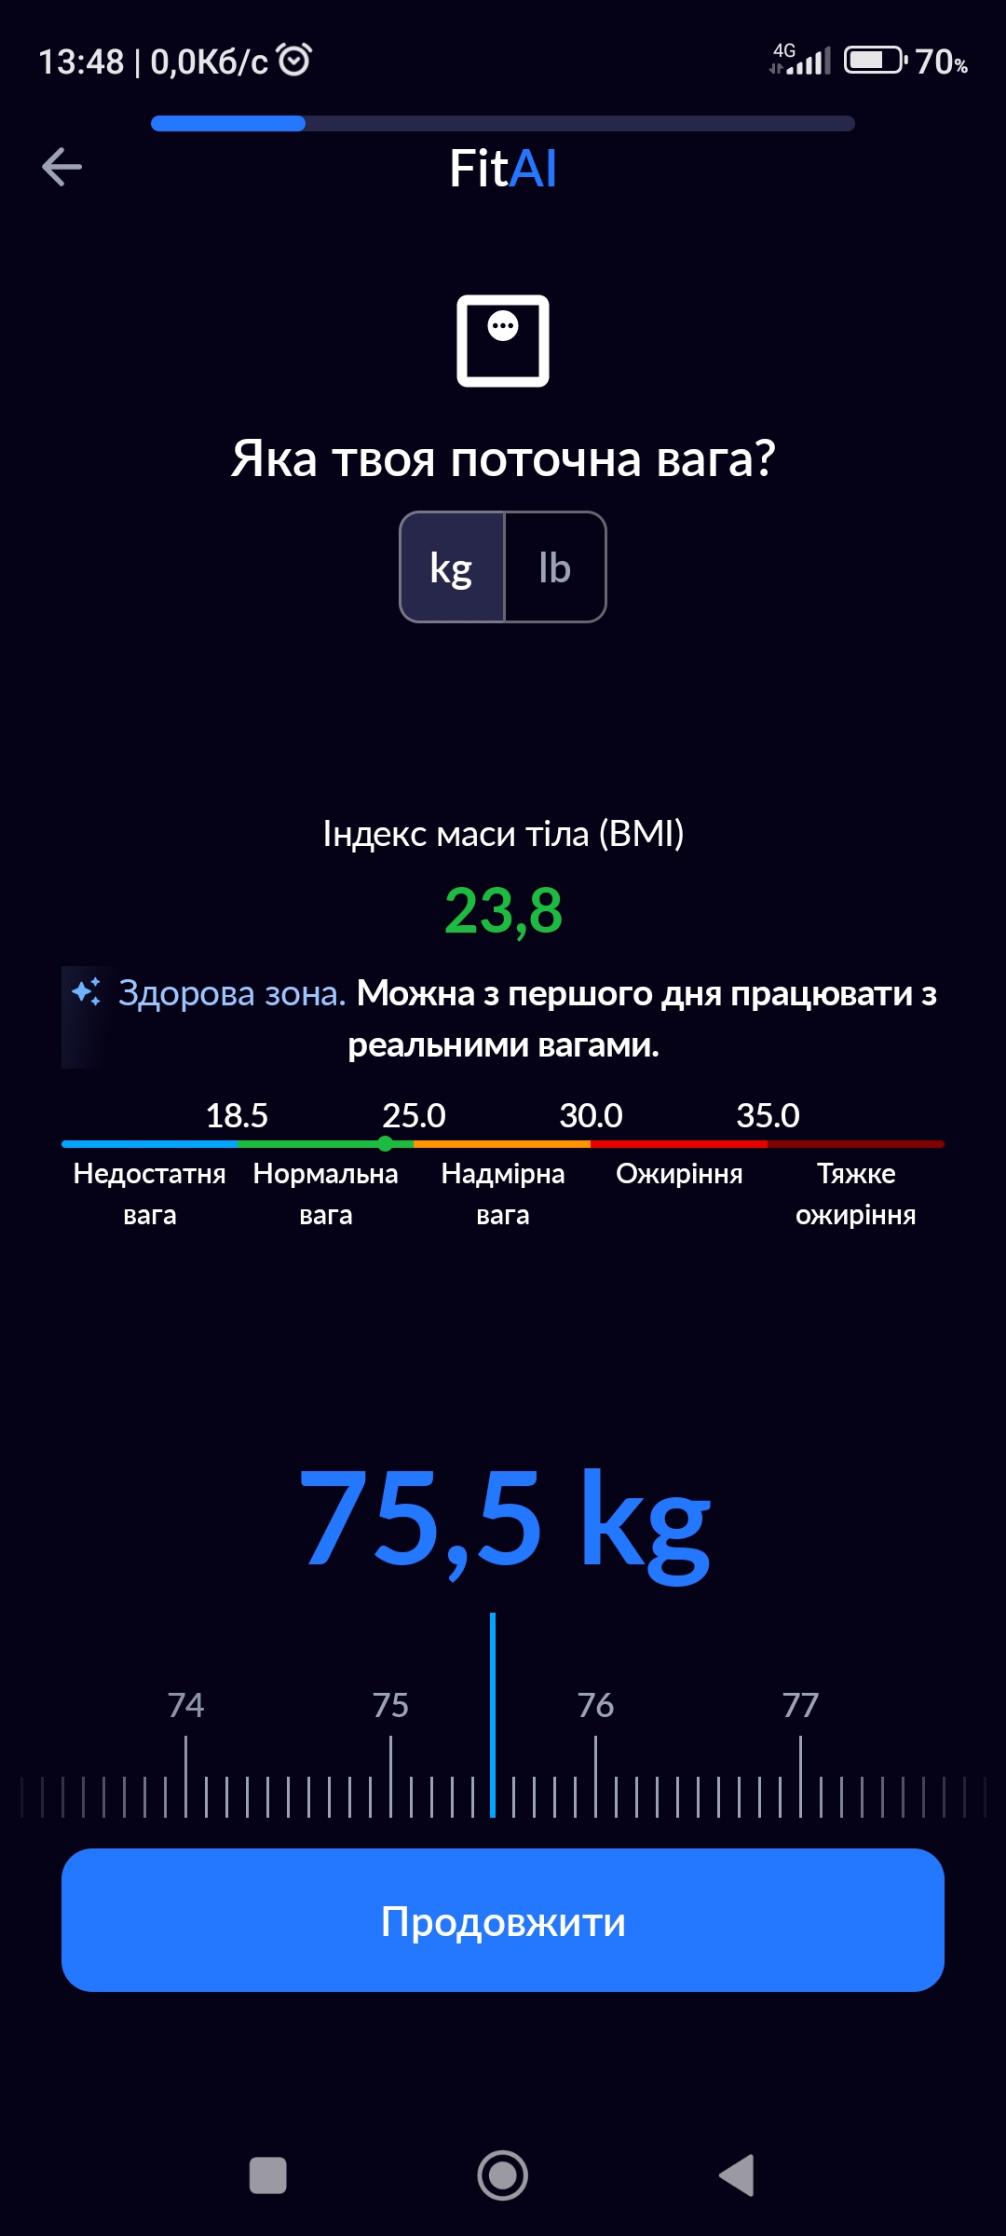 13:48 | 0,0Кб/с 4G 70%
FitAI
Яка твоя поточна вага?
kg lb
Індекс маси тіла (BMI)
23,8
Здорова зона. Можна з першого дня працювати з
реальними вагами.
18.5 25.0 30.0 35.0
Недостатня Нормальна Надмірна Ожиріння Тяжке
вага вага вага ожиріння
75,5 kg
74 75 76 77
Продовжити